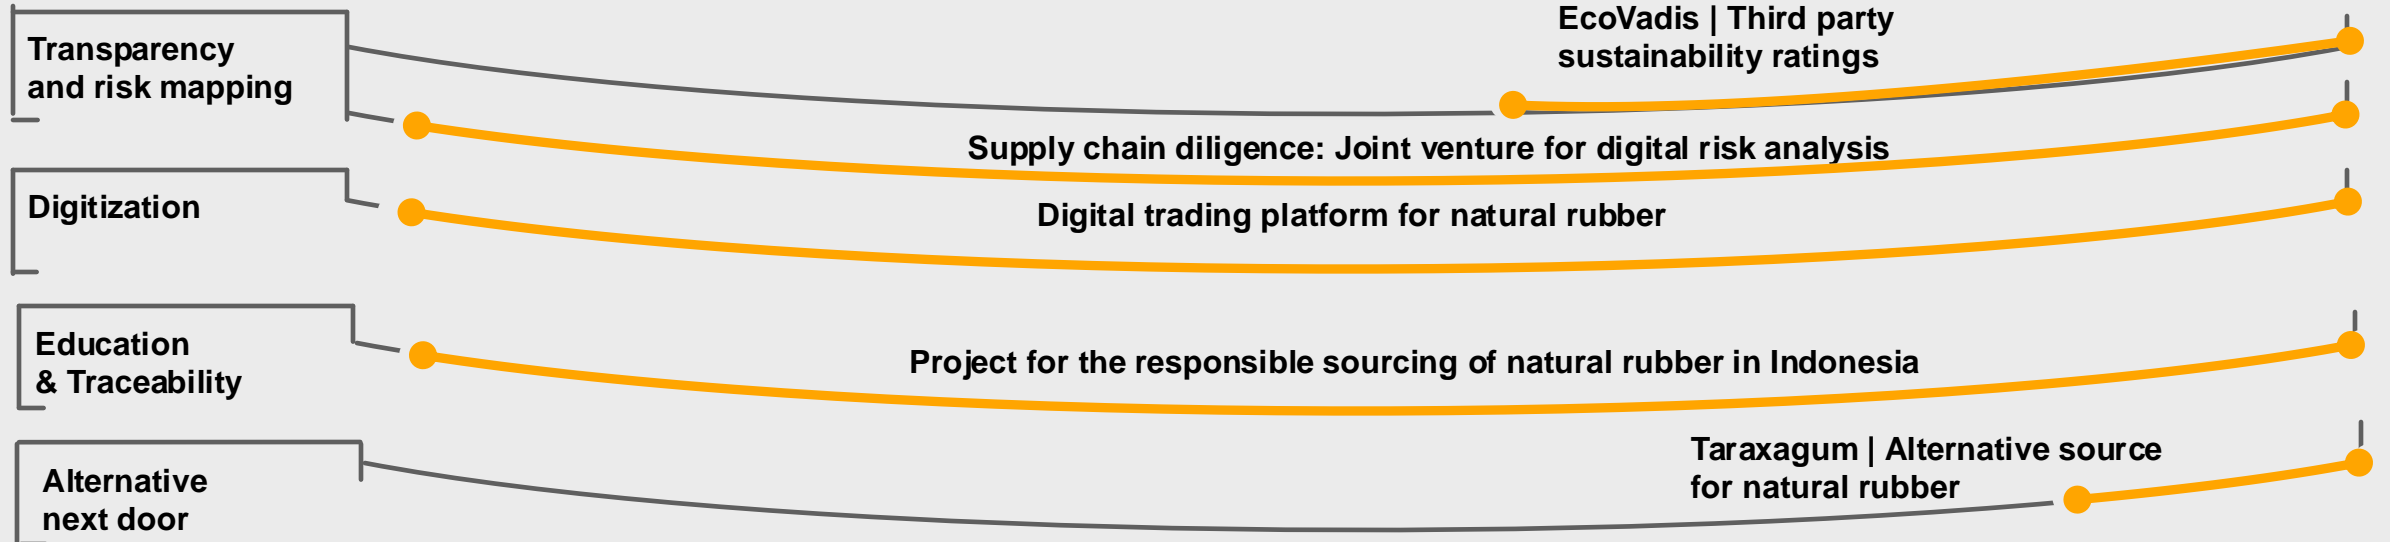 EcoVadis | Third party
sustainability ratings
Transparency
and risk mapping
Supply chain diligence: Joint venture for digital risk analysis
Digitization
Digital trading platform for natural rubber
Education
& Traceability
Project for the responsible sourcing of natural rubber in Indonesia
Taraxagum | Alternative source
for natural rubber
Alternative
next door